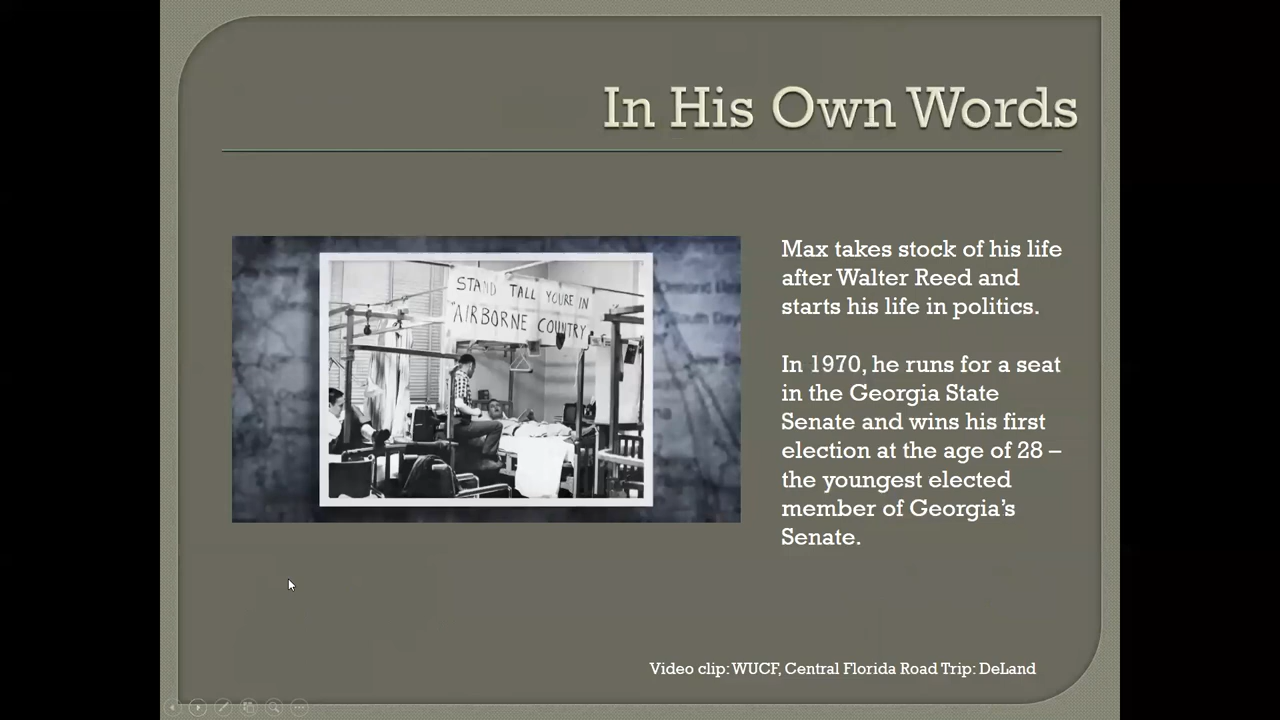 In His Own Words
STAND TALL YOURE IN
"AIRBORNE COUNTRY
Max takes stock of his life
after Walter Reed and
starts his life in politics.
In 1970, he runs for a seat
in the Georgia State
Senate and wins his first
election at the age of 28 –
the youngest elected
member of Georgia’s
Senate.
Video clip: WUCF, Central Florida Road Trip: DeLand